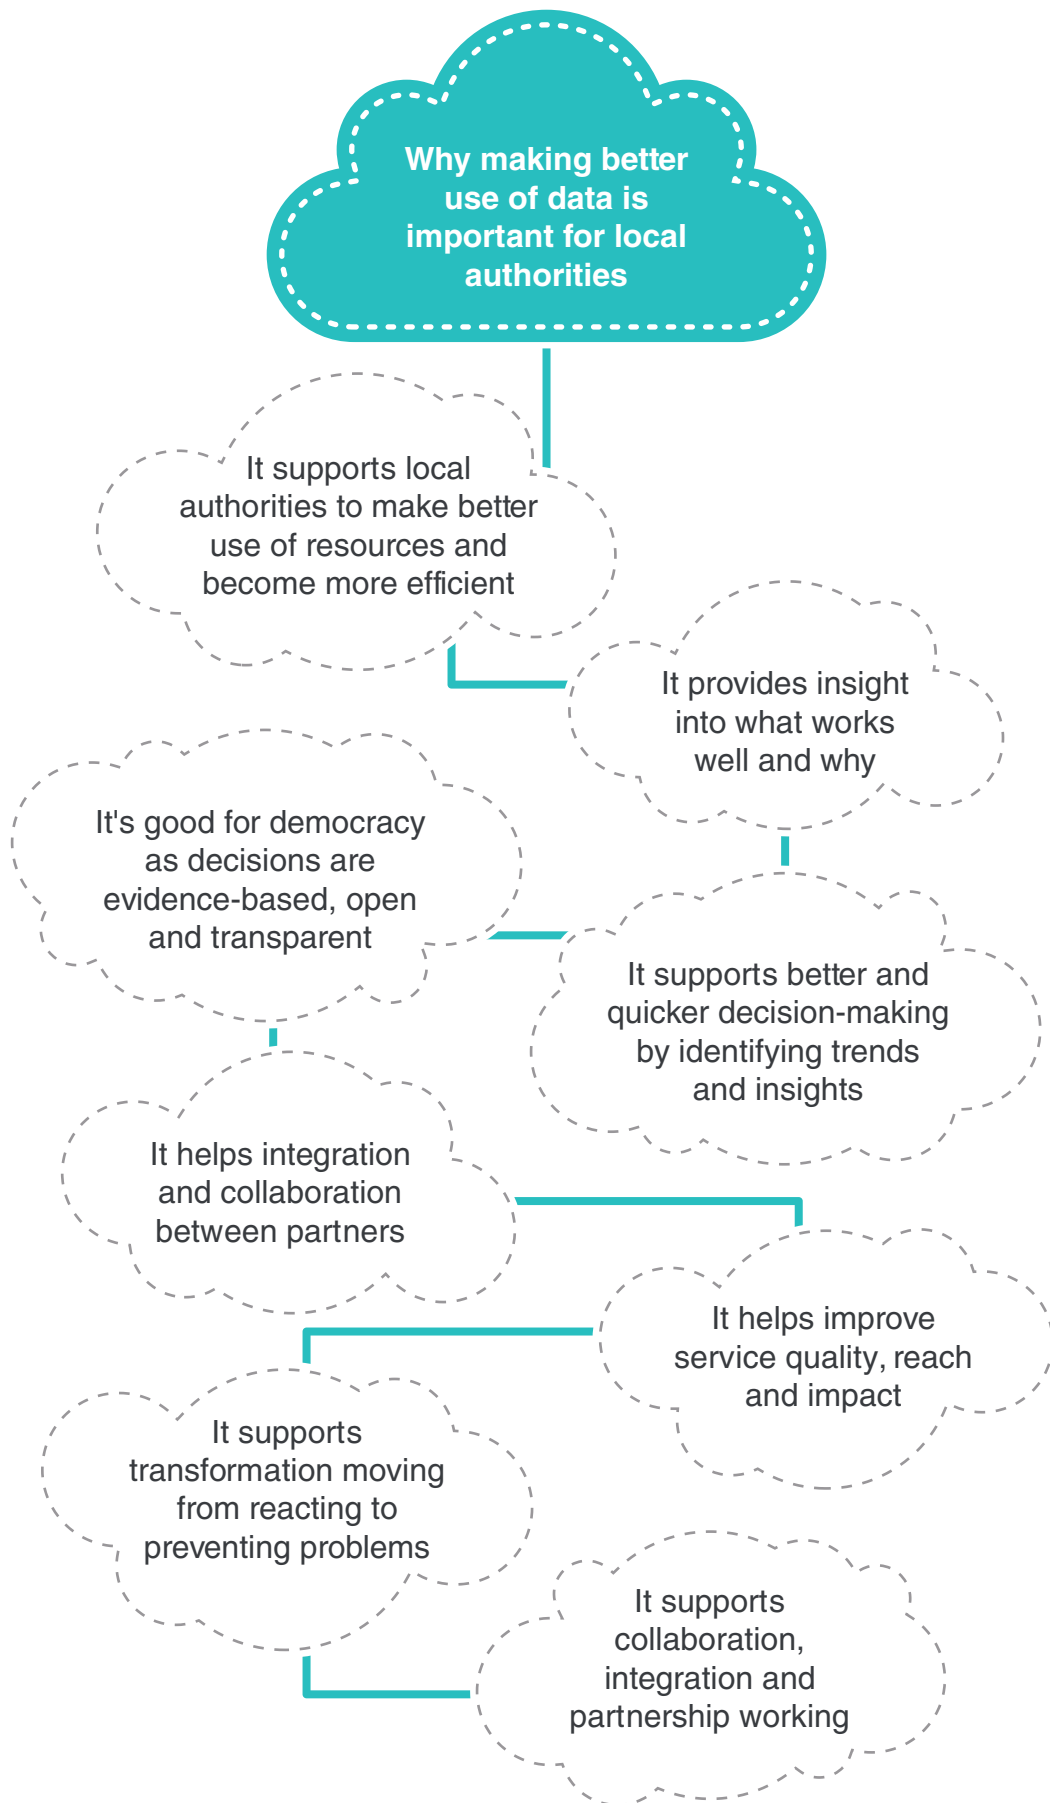 Why making better
use of data is
important for local
authorities
It supports local
authorities to make better
use of resources and
become more efficient
It provides insight
into what works
well and why
It's good for democracy
as decisions are
evidence-based, open
and transparent
It supports better and
quicker decision-making
by identifying trends
and insights
It helps integration
and collaboration
between partners
It helps improve
service quality, reach
and impact
It supports
transformation moving
from reacting to
preventing problems
It supports
collaboration,
integration and
partnership working